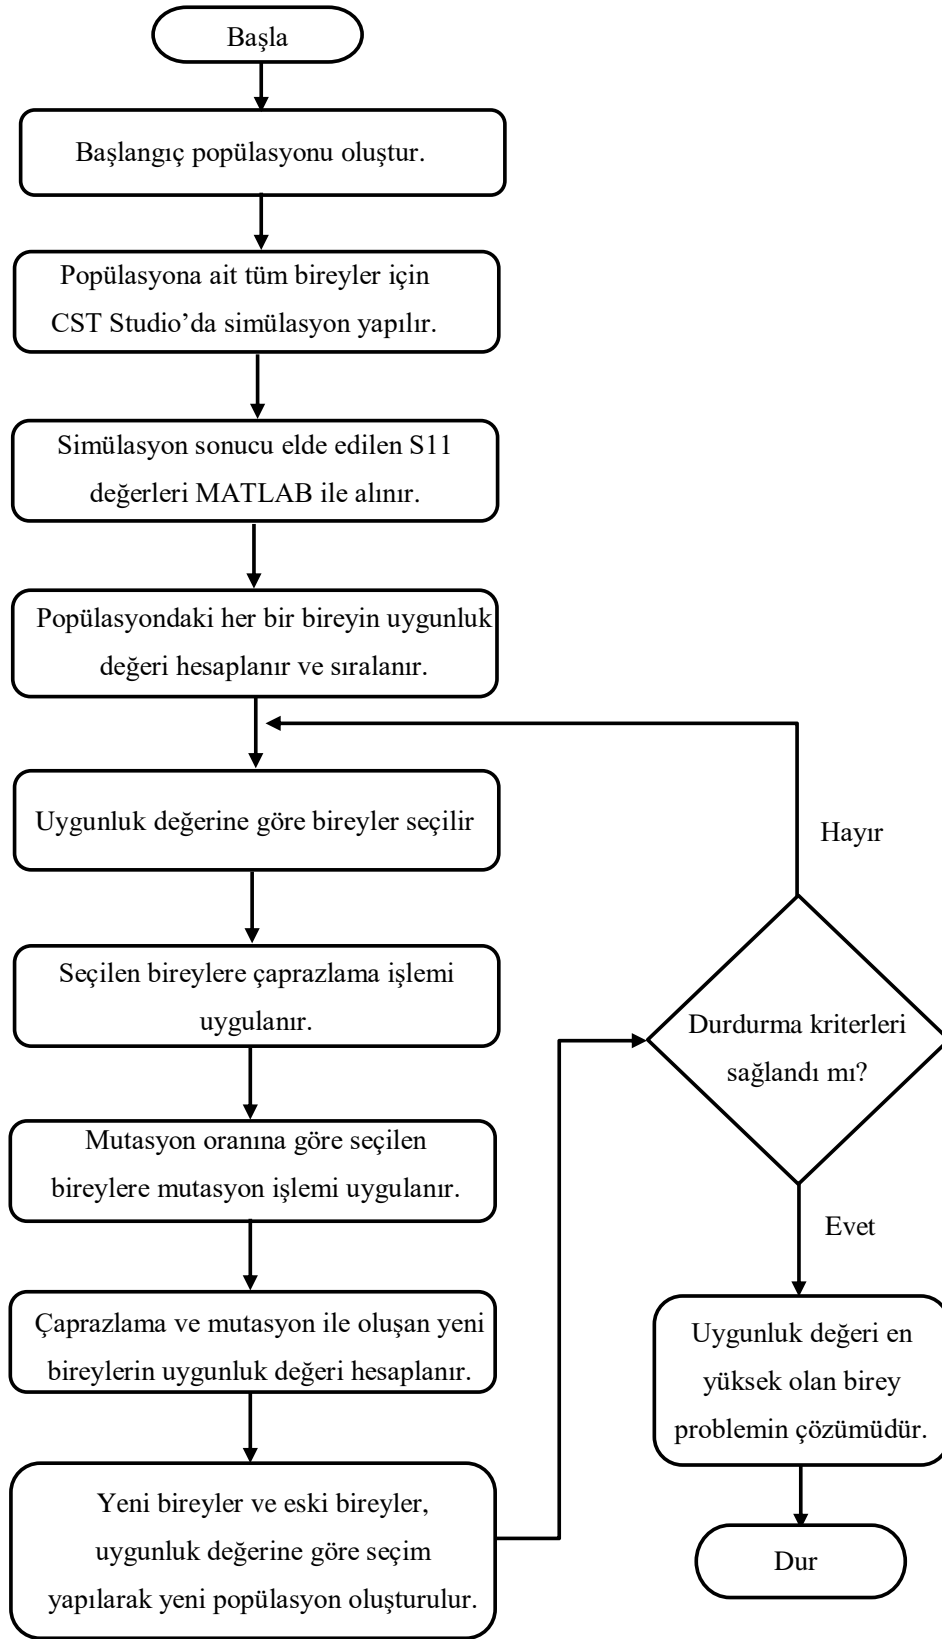 Başla
Başlangıç popülasyonu oluştur.
Popülasyona ait tüm bireyler için
CST Studio’da simülasyon yapılır.
Simülasyon sonucu elde edilen S11
değerleri MATLAB ile alınır.
Popülasyondaki her bir bireyin uygunluk
değeri hesaplanır ve sıralanır.
Uygunluk değerine göre bireyler seçilir
Seçilen bireylere çaprazlama işlemi
uygulanır.
Mutasyon oranına göre seçilen
bireylere mutasyon işlemi uygulanır.
Çaprazlama ve mutasyon ile oluşan yeni
bireylerin uygunluk değeri hesaplanır.
Yeni bireyler ve eski bireyler,
uygunluk değerine göre seçim
yapılarak yeni popülasyon oluşturulur.
Durdurma kriterleri
sağlandı mı?
Hayır
Evet
Uygunluk değeri en
yüksek olan birey
problemin çözümüdür.
Dur